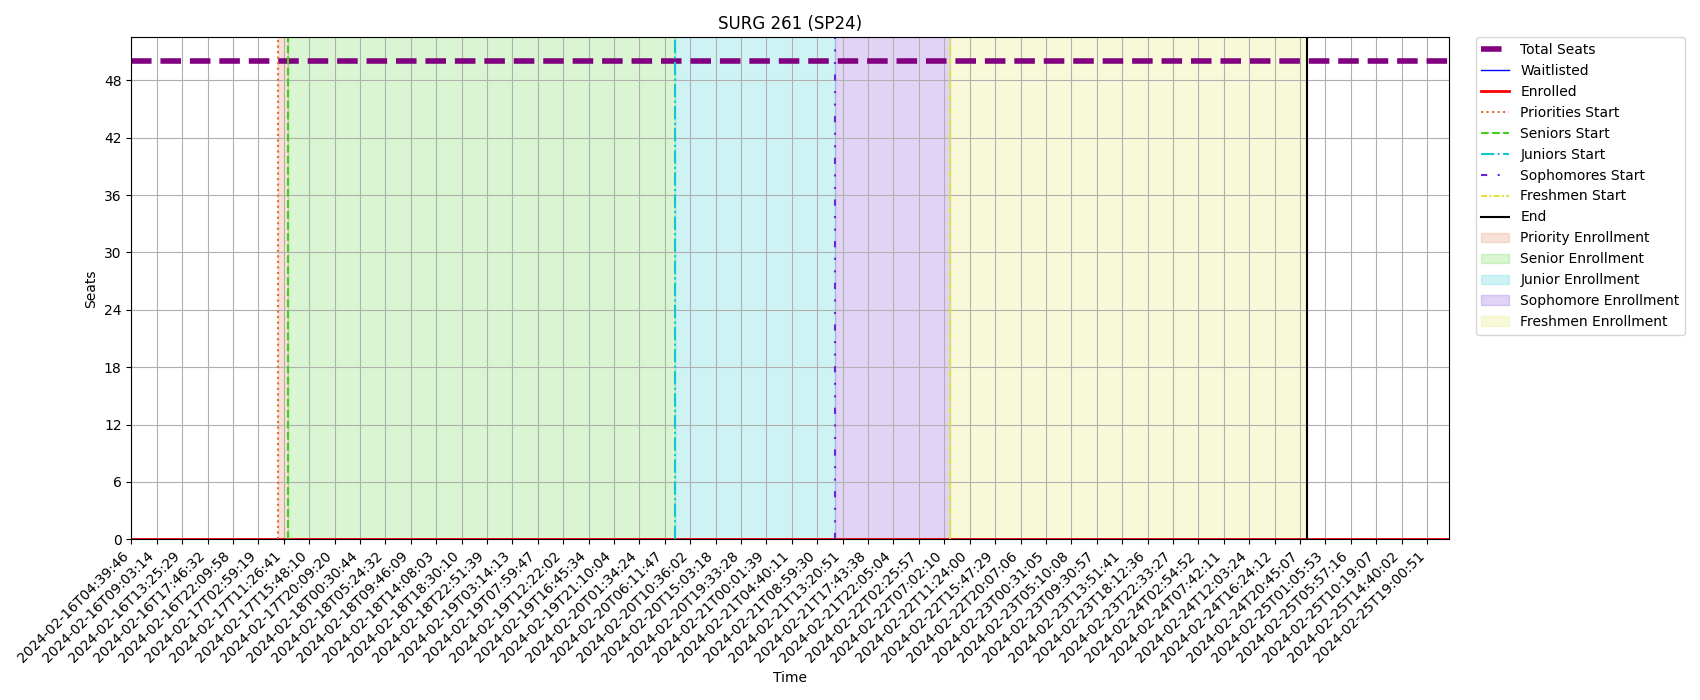 SURG 261 (SP24)
Seats
48
42
36
30
24
18
12
6
0
2024-02-16T04:39:46
2024-02-16T09:03:14
2024-02-16T13:25:29
2024-02-16T17:46:32
2024-02-16T22:09:58
2024-02-17T02:59:19
2024-02-17T11:26:41
2024-02-17T15:48:10
2024-02-17T20:09:20
2024-02-18T00:30:44
2024-02-18T05:24:32
2024-02-18T09:46:09
2024-02-18T14:08:03
2024-02-18T18:30:10
2024-02-18T22:51:39
2024-02-19T03:14:13
2024-02-19T07:59:47
2024-02-19T12:22:02
2024-02-19T16:45:34
2024-02-19T21:10:04
2024-02-20T01:34:24
2024-02-20T06:11:47
2024-02-20T10:36:02
2024-02-20T15:03:18
2024-02-20T19:33:28
2024-02-21T00:01:39
2024-02-21T04:40:11
2024-02-21T08:59:30
2024-02-21T13:20:51
2024-02-21T17:43:38
2024-02-21T22:05:04
2024-02-22T02:25:57
2024-02-22T07:02:10
2024-02-22T11:24:00
2024-02-22T15:47:29
2024-02-22T20:07:06
2024-02-23T00:31:05
2024-02-23T05:10:08
2024-02-23T09:30:57
2024-02-23T13:51:41
2024-02-23T18:12:36
2024-02-23T22:33:27
2024-02-24T02:54:52
2024-02-24T07:42:11
2024-02-24T12:03:24
2024-02-24T16:24:12
2024-02-24T20:45:07
2024-02-25T01:05:53
2024-02-25T05:57:16
2024-02-25T10:19:07
2024-02-25T14:40:02
2024-02-25T19:00:51
Time
Total Seats
Waitlisted
Enrolled
Priorities Start
Seniors Start
Juniors Start
Sophomores Start
Freshmen Start
End
Priority Enrollment
Senior Enrollment
Junior Enrollment
Sophomore Enrollment
Freshmen Enrollment